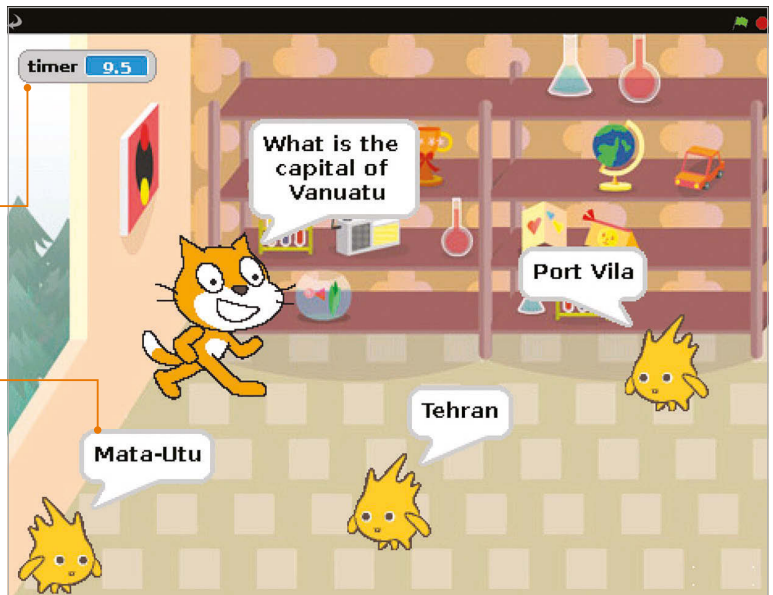 timer 9.5
What is the
capital of
Vanuatu
Port Vila
Tehran
Mata-Utu